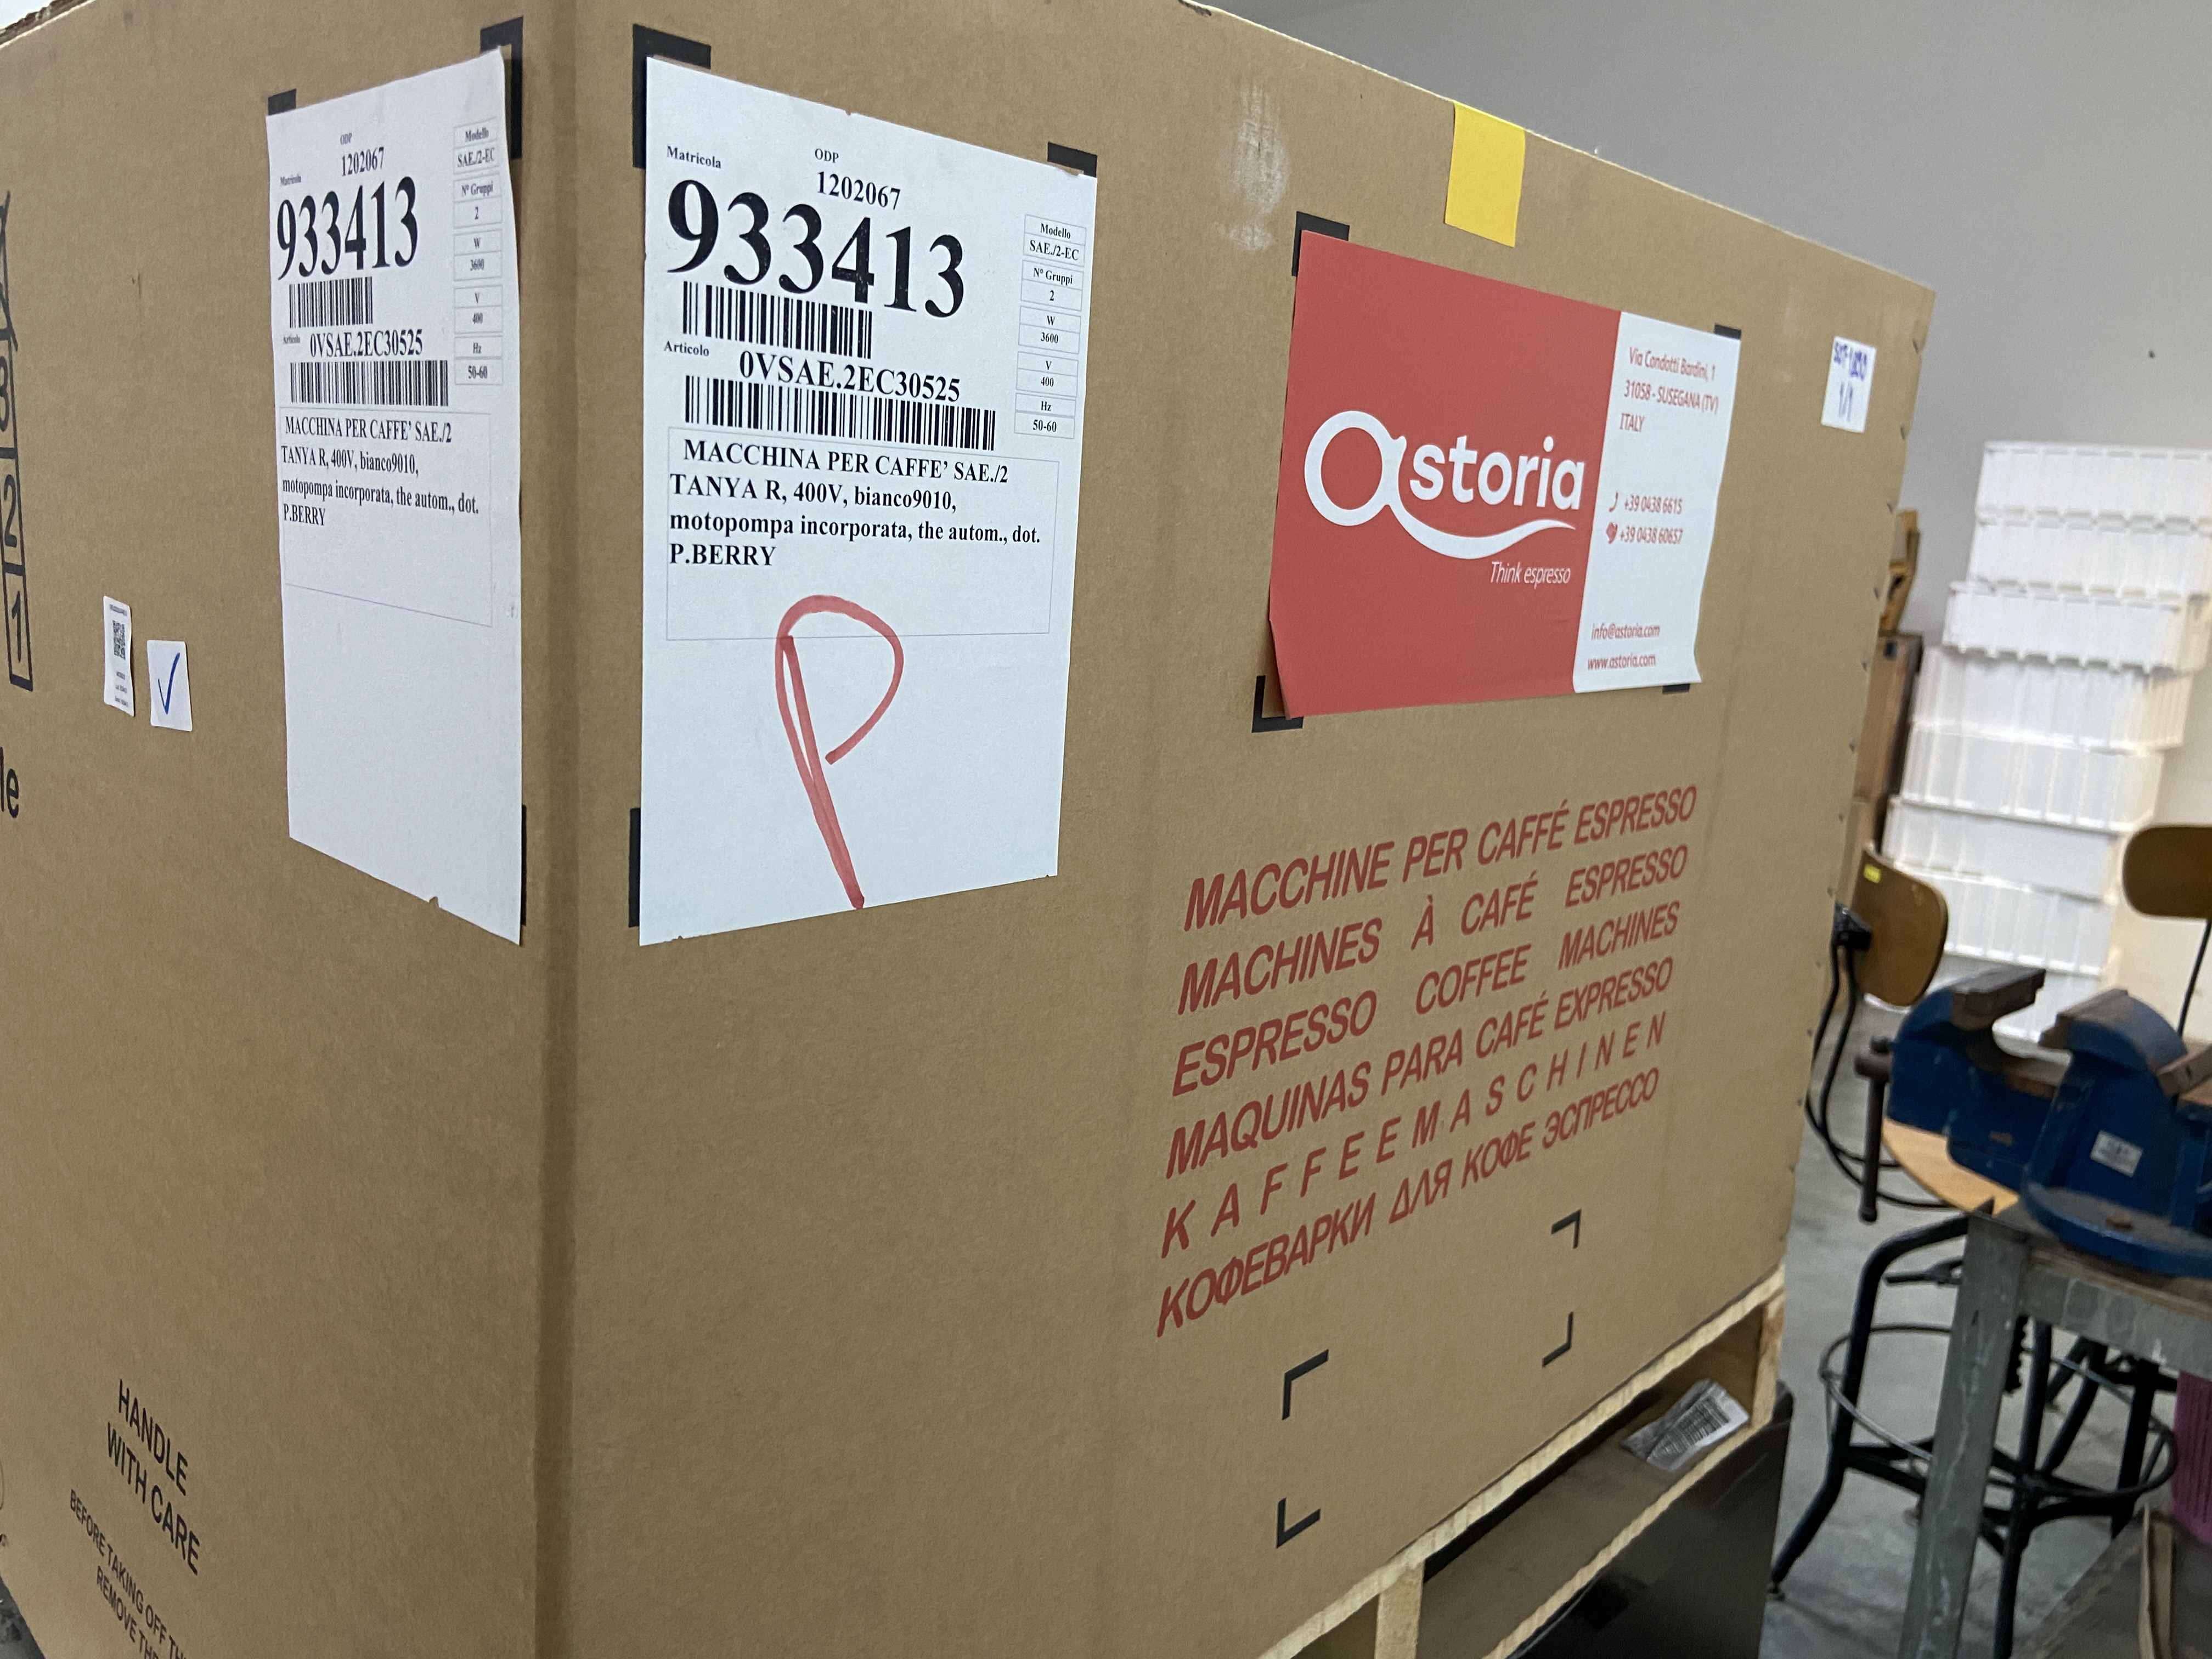 3
2
1
le
ODP
1202067
Matricola
933413
Modello
SAE./2-EC
N° Gruppi
2
W
3600
V
400
Hz
50-60
Articolo
0VSAE.2EC30525
MACCHINA PER CAFFE' SAE./2
TANYA R, 400V, bianco9010,
motopompa incorporata, the autom., dot.
P.BERRY
HANDLE
WITH CARE
BEFORE TAKING OFF
REMOVE
Matricola
ODP
1202067
933413
Modello
SAE./2-EC
N° Gruppi
2
W
3600
V
400
Hz
50-60
Articolo
0VSAE.2EC30525
MACCHINA PER CAFFE' SAE./2
TANYA R, 400V, bianco9010,
motopompa incorporata, the autom., dot.
P.BERRY
P
astoria
Think espresso
Via Condotti Bardini, 1
31058 - SUSEGANA (TV)
ITALY
+39 0438 6615
+39 0438 60657
info@astoria.com
www.astoria.com
1/1
MACCHINE PER CAFFÉ ESPRESSO
MACHINES À CAFÉ ESPRESSO
ESPRESSO COFFEE MACHINES
MAQUINAS PARA CAFÉ EXPRESSO
KAFFEEMASCHINEN
КОФЕВАРКИ ДЛЯ КОФЕ ЭСПРЕССО